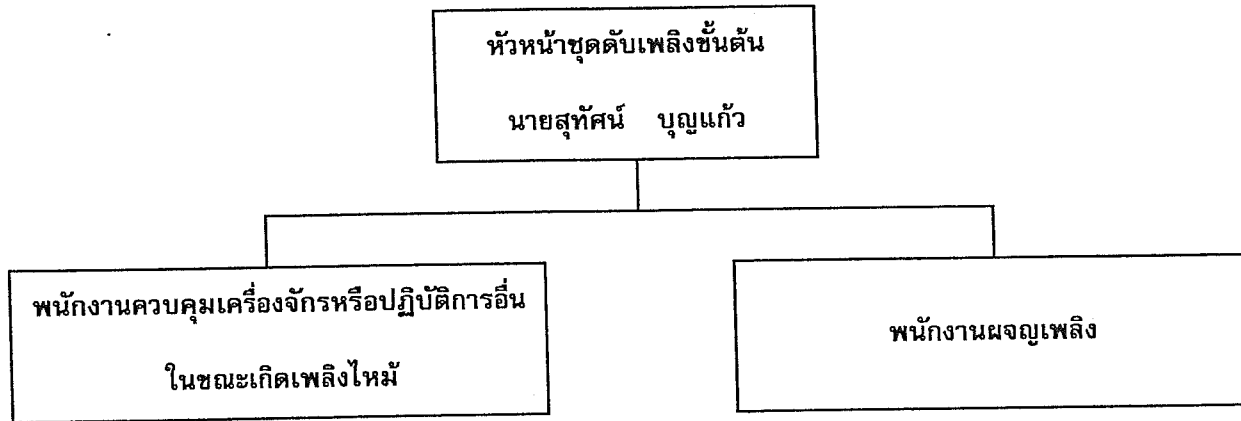 หัวหน้าชุดดับเพลิงขั้นต้น
นายสุทัศน์ บุญแก้ว
พนักงานควบคุมเครื่องจักรหรือปฏิบัติการอื่น
ในขณะเกิดเพลิงไหม้
พนักงานผจญเพลิง